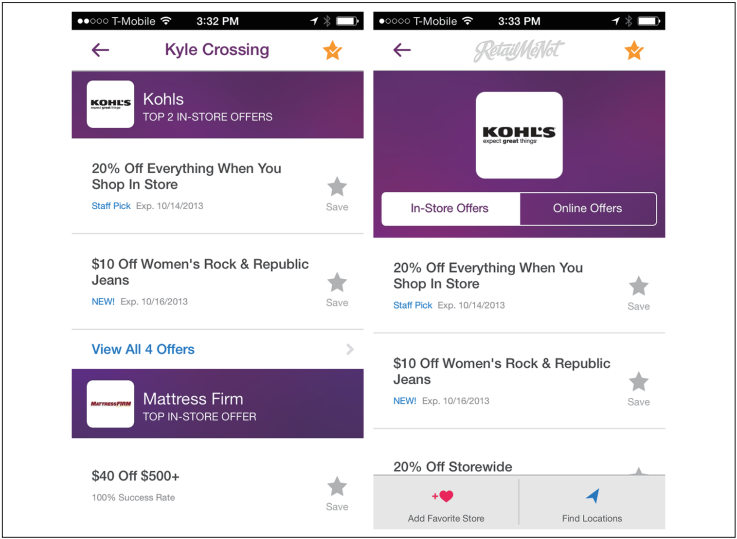 T-Mobile 3:32 PM
Kyle Crossing
KOHL'S
expect great things
Kohls
TOP 2 IN-STORE OFFERS
20% Off Everything When You
Shop In Store
Staff Pick Exp. 10/14/2013
Save
$10 Off Women's Rock & Republic
Jeans
NEW! Exp. 10/16/2013
Save
View All 4 Offers
MATTRESSFIRM
Mattress Firm
TOP IN-STORE OFFER
$40 Off $500+
100% Success Rate
Save
T-Mobile 3:33 PM
RetailMeNot
KOHL'S
expect great things
In-Store Offers Online Offers
20% Off Everything When You
Shop In Store
Staff Pick Exp. 10/14/2013
Save
$10 Off Women's Rock & Republic
Jeans
NEW! Exp. 10/16/2013
Save
20% Off Storewide
Add Favorite Store Find Locations